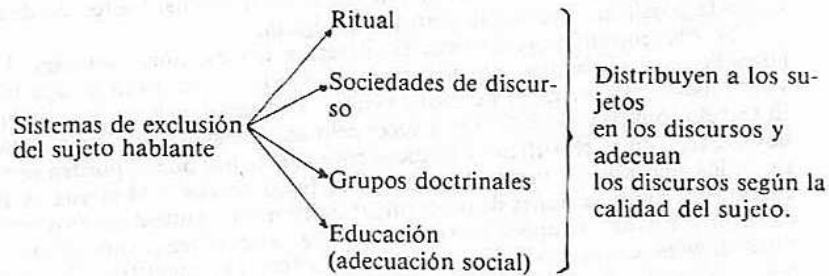 Sistemas de exclusión
del sujeto hablante
Ritual
Sociedades de discur-
so
Grupos doctrinales
Educación
(adecuación social)
Distribuyen a los su-
jetos
en los discursos y
adecuan
los discursos según la
calidad del sujeto.